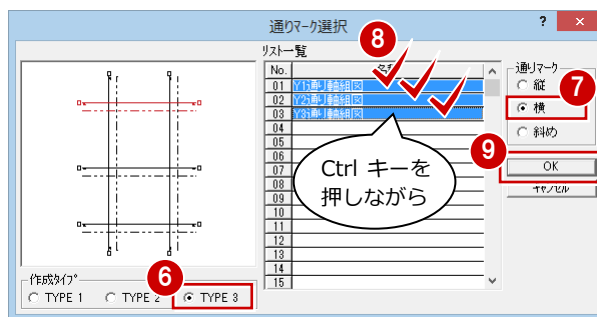 通りマーク選択
?
×
8
リスト一覧
No. 名称
01 Y1通り軸組図
02 Y2通り軸組図
03 Y3通り軸組図
04
05
06
07
08
09
10
11
12
13
14
15
Ctrl キーを
押しながら
通りマーク
7
縦
横
斜め
9
OK
キャンセル
作成タイプ
6
TYPE 1 TYPE 2 TYPE 3